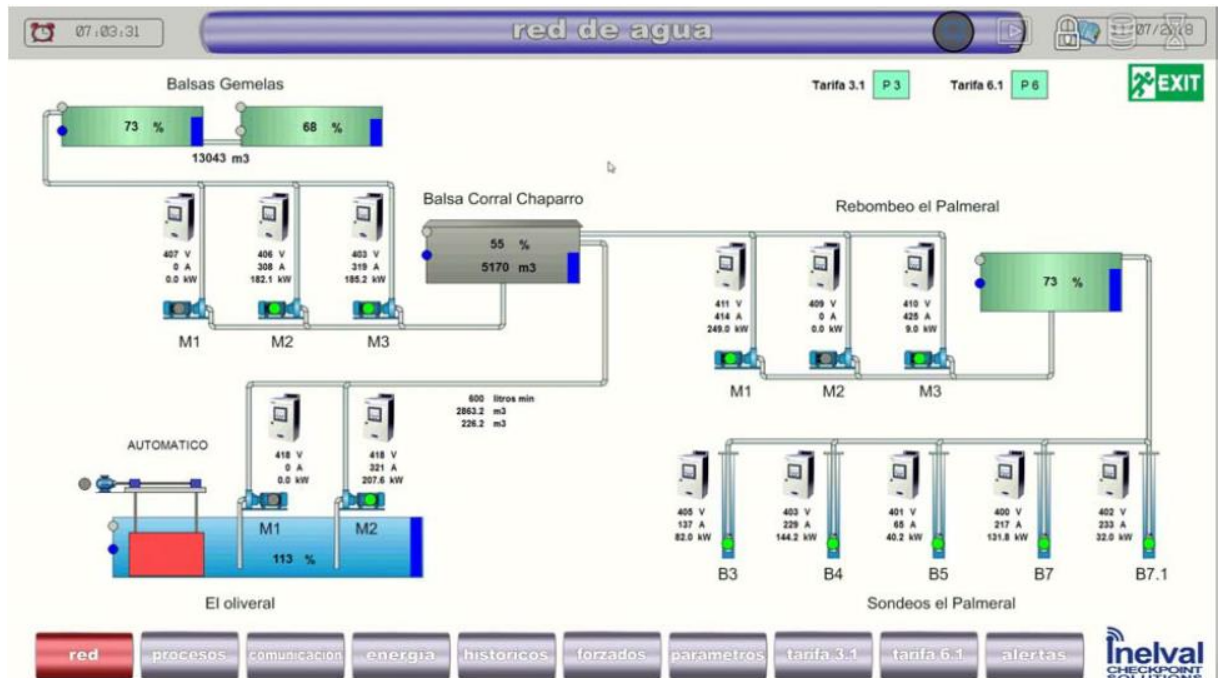 07:03:31
red de agua
11/07/2018
Balsas Gemelas
Tarifa 3.1 P 3 Tarifa 6.1 P 6
EXIT
73 % 68 %
13043 m3
407 V 406 V 403 V
0 A 308 A 319 A
0.0 kW 182.1 kW 185.2 kW
M1 M2 M3
Balsa Corral Chaparro
55 %
5170 m3
Rebombeo el Palmeral
411 V 409 V 410 V
414 A 0 A 425 A
249.0 kW 0.0 kW 9.0 kW
M1 M2 M3
73 %
600 litros min
2863.2 m3
226.2 m3
AUTOMATICO
418 V 418 V
0 A 321 A
0.0 kW 207.6 kW
M1 M2
113 %
El oliveral
405 V 403 V 401 V 400 V 402 V
137 A 229 A 65 A 217 A 233 A
82.0 kW 144.2 kW 40.2 kW 131.8 kW 32.0 kW
B3 B4 B5 B7 B7.1
Sondeos el Palmeral
red procesos comunicación energía históricos forzados parametros tarifa 3.1 tarifa 6.1 alertas
inelval
CHECKPOINT
SOLUTIONS